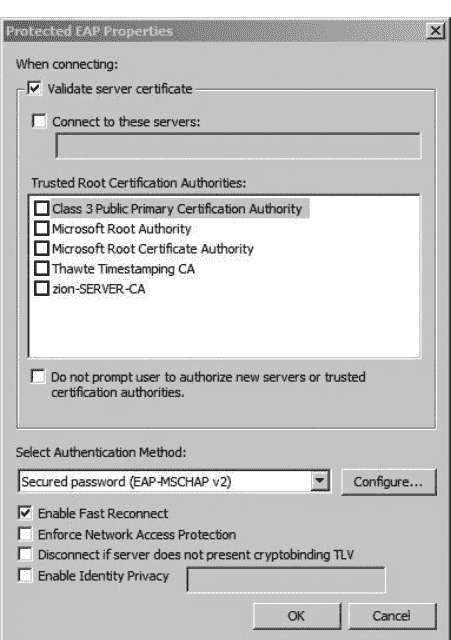 Protected EAP Properties
When connecting:
Validate server certificate
Connect to these servers:
Trusted Root Certification Authorities:
Class 3 Public Primary Certification Authority
Microsoft Root Authority
Microsoft Root Certificate Authority
Thawte Timestamping CA
zion-SERVER-CA
Do not prompt user to authorize new servers or trusted
certification authorities.
Select Authentication Method:
Secured password (EAP-MSCHAP v2)
Configure...
Enable Fast Reconnect
Enforce Network Access Protection
Disconnect if server does not present cryptobinding TLV
Enable Identity Privacy
OK
Cancel